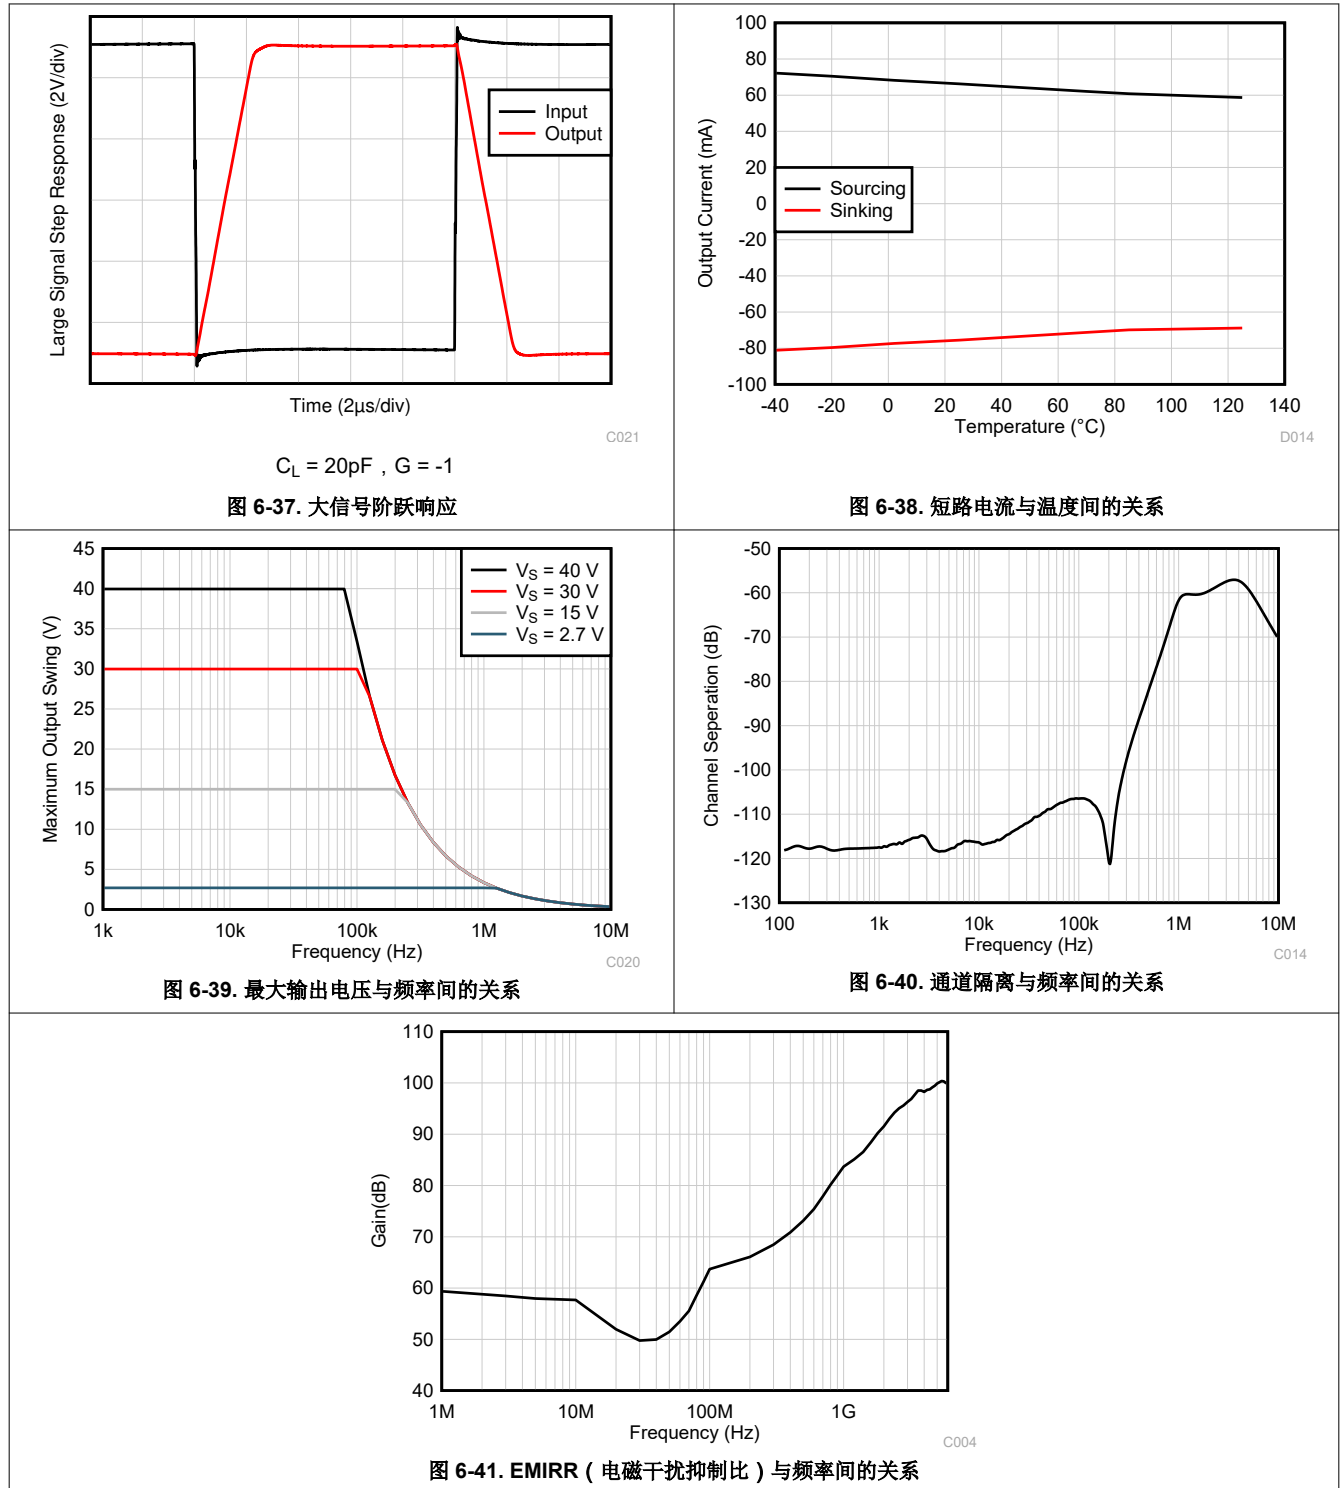 Large Signal Step Response (2V/div)
Input
Output
Time (2μs/div)
C021
C_L = 20pF，G = -1
图 6-37. 大信号阶跃响应
Output Current (mA)
100
80
60
40
20
0
-20
-40
-60
-80
-100
Sourcing
Sinking
-40 -20 0 20 40 60 80 100 120 140
Temperature (°C)
D014
图 6-38. 短路电流与温度间的关系
Maximum Output Swing (V)
45
40
35
30
25
20
15
10
5
0
V_S = 40 V
V_S = 30 V
V_S = 15 V
V_S = 2.7 V
1k 10k 100k 1M 10M
Frequency (Hz)
C020
图 6-39. 最大输出电压与频率间的关系
Channel Seperation (dB)
-50
-60
-70
-80
-90
-100
-110
-120
-130
100 1k 10k 100k 1M 10M
Frequency (Hz)
C014
图 6-40. 通道隔离与频率间的关系
Gain(dB)
110
100
90
80
70
60
50
40
1M 10M 100M 1G
Frequency (Hz)
C004
图 6-41. EMIRR（电磁干扰抑制比）与频率间的关系